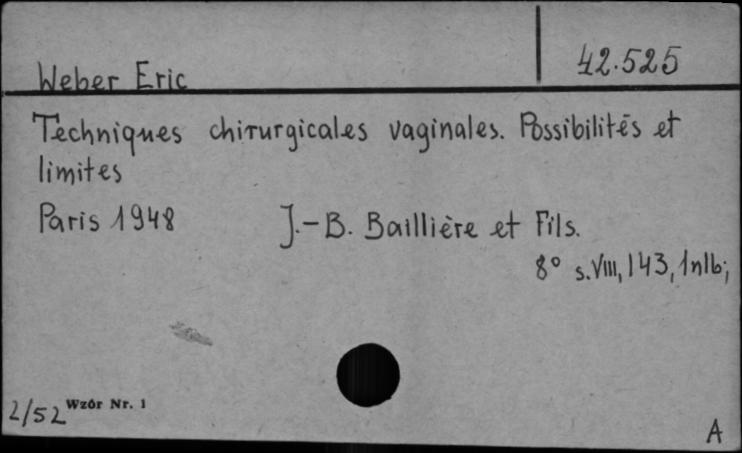 Weber Eric
42.525
Techniques chirurgicales vaginales. Possibilités et
limites
Paris 1948 J.-B. Baillière et Fils.
8° s.VIII, 143, 1nlb;
2/52 Wzór Nr. 1
A